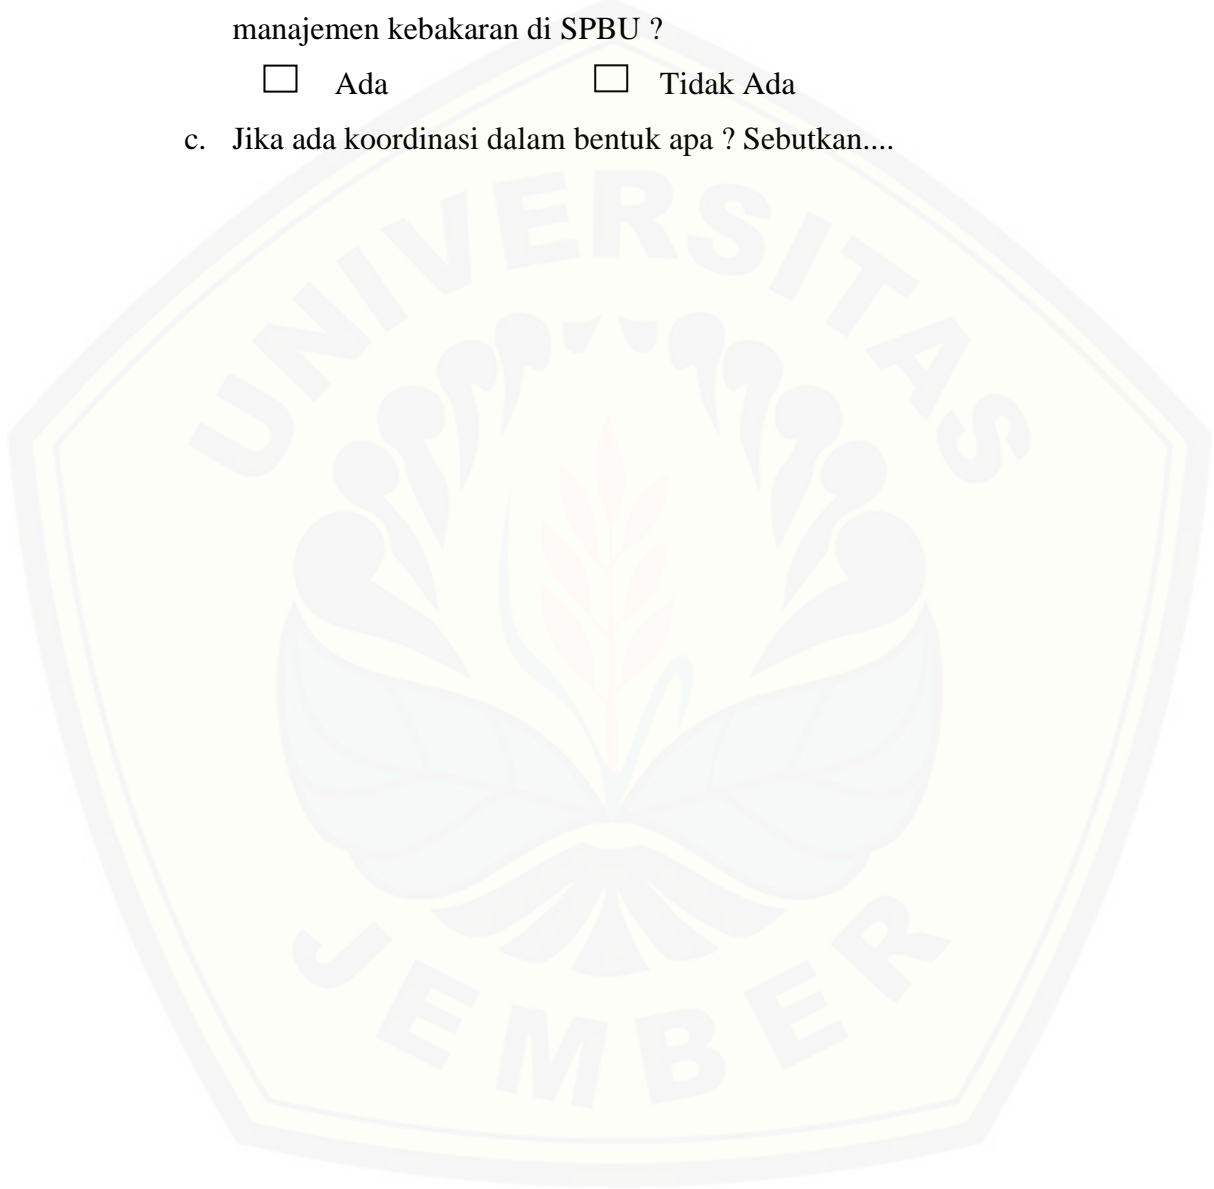 manajemen kebakaran di SPBU ?
☐ Ada ☐ Tidak Ada
c. Jika ada koordinasi dalam bentuk apa ? Sebutkan....
UNIVERSITAS
JEMBER